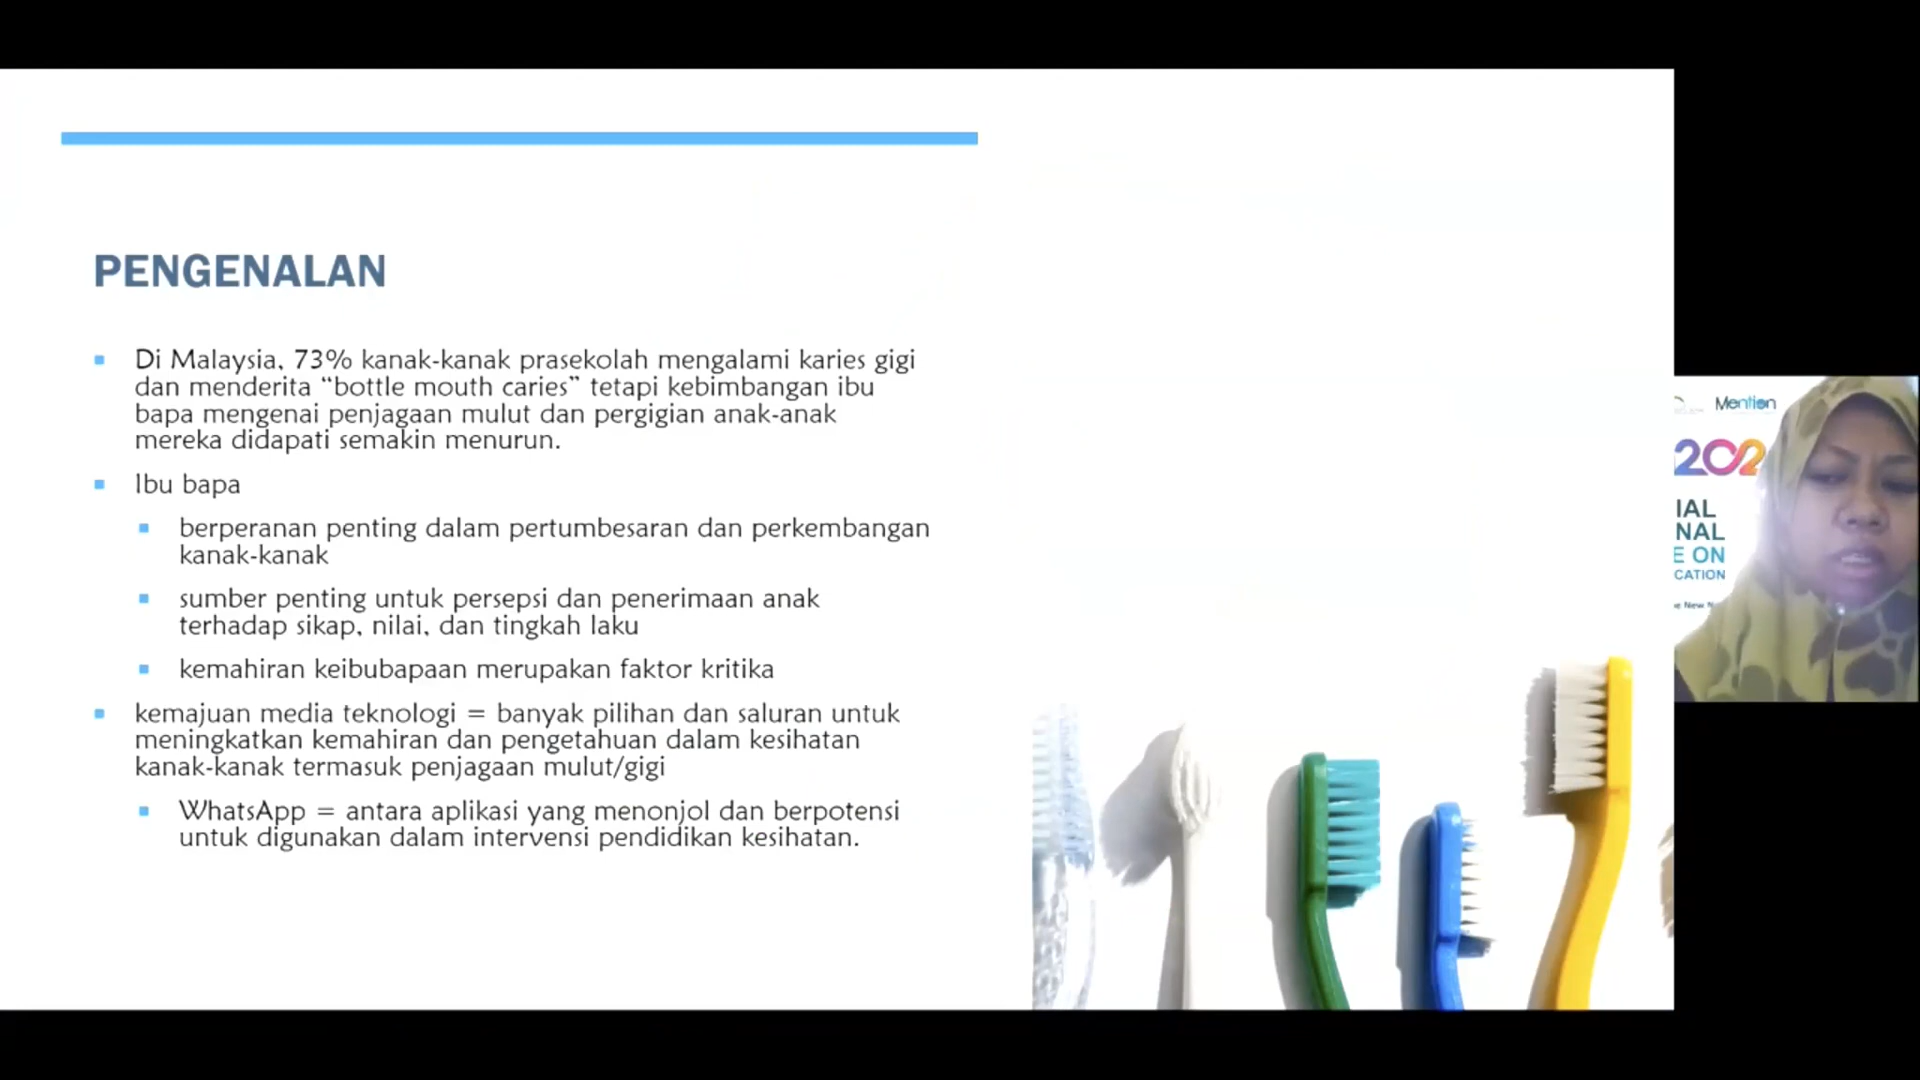 PENGENALAN
Di Malaysia, 73% kanak-kanak prasekolah mengalami karies gigi
dan menderita “bottle mouth caries” tetapi kebimbangan ibu
bapa mengenai penjagaan mulut dan pergigian anak-anak
mereka didapati semakin menurun.
Ibu bapa
berperanan penting dalam pertumbesaran dan perkembangan
kanak-kanak
sumber penting untuk persepsi dan penerimaan anak
terhadap sikap, nilai, dan tingkah laku
kemahiran keibubapaan merupakan faktor kritika
kemajuan media teknologi = banyak pilihan dan saluran untuk
meningkatkan kemahiran dan pengetahuan dalam kesihatan
kanak-kanak termasuk penjagaan mulut/gigi
WhatsApp = antara aplikasi yang menonjol dan berpotensi
untuk digunakan dalam intervensi pendidikan kesihatan.
Mention
202
IAL
NAL
E ON
CATION
e New N